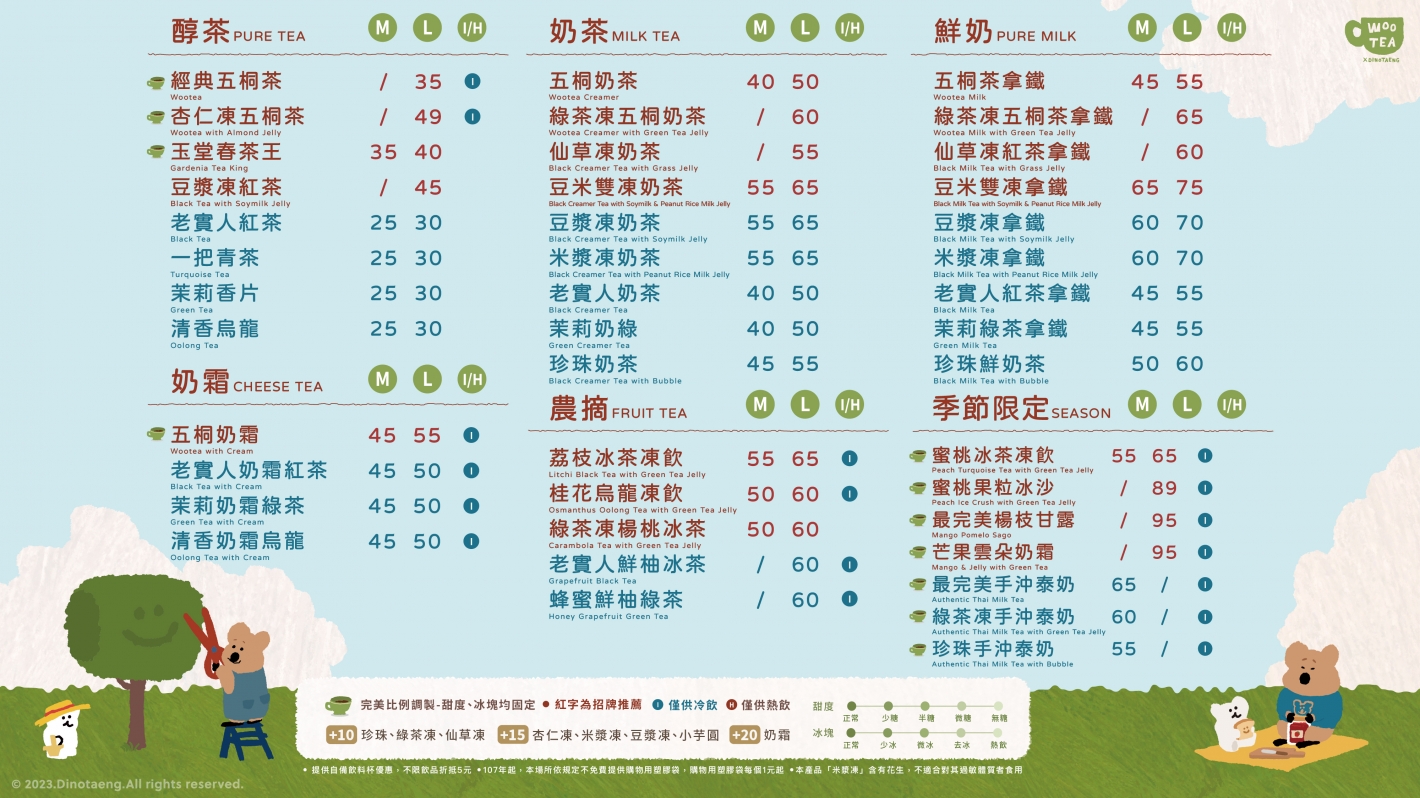 醇茶 PURE TEA M L I/H
經典五桐茶 / 35 I
Wootea
杏仁凍五桐茶 / 49 I
Wootea with Almond Jelly
玉堂春茶王 35 40
Gardenia Tea King
豆漿凍紅茶 / 45
Black Tea with Soymilk Jelly
老實人紅茶 25 30
Black Tea
一把青茶 25 30
Turquoise Tea
茉莉香片 25 30
Green Tea
清香烏龍 25 30
Oolong Tea
奶霜 CHEESE TEA M L I/H
五桐奶霜 45 55 I
Wootea with Cream
老實人奶霜紅茶 45 50 I
Black Tea with Cream
茉莉奶霜綠茶 45 50 I
Green Tea with Cream
清香奶霜烏龍 45 50 I
Oolong Tea with Cream
奶茶 MILK TEA M L I/H
五桐奶茶 40 50
Wootea Creamer
綠茶凍五桐奶茶 / 60
Wootea Creamer with Green Tea Jelly
仙草凍奶茶 / 55
Black Creamer Tea with Grass Jelly
豆米雙凍奶茶 55 65
Black Creamer Tea with Soymilk & Peanut Rice Milk Jelly
豆漿凍奶茶 55 65
Black Creamer Tea with Soymilk Jelly
米漿凍奶茶 55 65
Black Creamer Tea with Peanut Rice Milk Jelly
老實人奶茶 40 50
Black Creamer Tea
茉莉奶綠 40 50
Green Creamer Tea
珍珠奶茶 45 55
Black Creamer Tea with Bubble
農摘 FRUIT TEA M L I/H
荔枝冰茶凍飲 55 65 I
Litchi Black Tea with Green Tea Jelly
桂花烏龍凍飲 50 60 I
Osmanthus Oolong Tea with Green Tea Jelly
綠茶凍楊桃冰茶 50 60
Carambola Tea with Green Tea Jelly
老實人鮮柚冰茶 / 60 I
Grapefruit Black Tea
蜂蜜鮮柚綠茶 / 60 I
Honey Grapefruit Green Tea
鮮奶 PURE MILK M L I/H
五桐茶拿鐵 45 55
Wootea Milk
綠茶凍五桐茶拿鐵 / 65
Wootea Milk with Green Tea Jelly
仙草凍紅茶拿鐵 / 60
Black Milk Tea with Grass Jelly
豆米雙凍拿鐵 65 75
Black Milk Tea with Soymilk & Peanut Rice Milk Jelly
豆漿凍拿鐵 60 70
Black Milk Tea with Soymilk Jelly
米漿凍拿鐵 60 70
Black Milk Tea with Peanut Rice Milk Jelly
老實人紅茶拿鐵 45 55
Black Milk Tea
茉莉綠茶拿鐵 45 55
Green Milk Tea
珍珠鮮奶茶 50 60
Black Milk Tea with Bubble
季節限定 SEASON M L I/H
蜜桃冰茶凍飲 55 65 I
Peach Turquoise Tea with Green Tea Jelly
蜜桃果粒冰沙 / 89 I
Peach Ice Crush with Green Tea Jelly
最完美楊枝甘露 / 95 I
Mango Pomelo Sago
芒果雲朵奶霜 / 95 I
Mango & Jelly with Green Tea
最完美手沖泰奶 65 / I
Authentic Thai Milk Tea
綠茶凍手沖泰奶 60 / I
Authentic Thai Milk Tea with Green Tea Jelly
珍珠手沖泰奶 55 / I
Authentic Thai Milk Tea with Bubble
WOO
TEA
X DINOTAENG
完美比例調製-甜度、冰塊均固定 ●紅字為招牌推薦 I 僅供冷飲 H 僅供熱飲
+10 珍珠、綠茶凍、仙草凍 +15 杏仁凍、米漿凍、豆漿凍、小芋圓 +20 奶霜
甜度
正常 少糖 半糖 微糖 無糖
冰塊
正常 少冰 微冰 去冰 熱飲
• 提供自備飲料杯優惠，不限飲品折抵5元 •107年起，本場所依規定不免費提供購物用塑膠袋，購物用塑膠袋每個1元起 •本產品「米漿凍」含有花生，不適合對其過敏體質者食用
© 2023.Dinotaeng.All rights reserved.